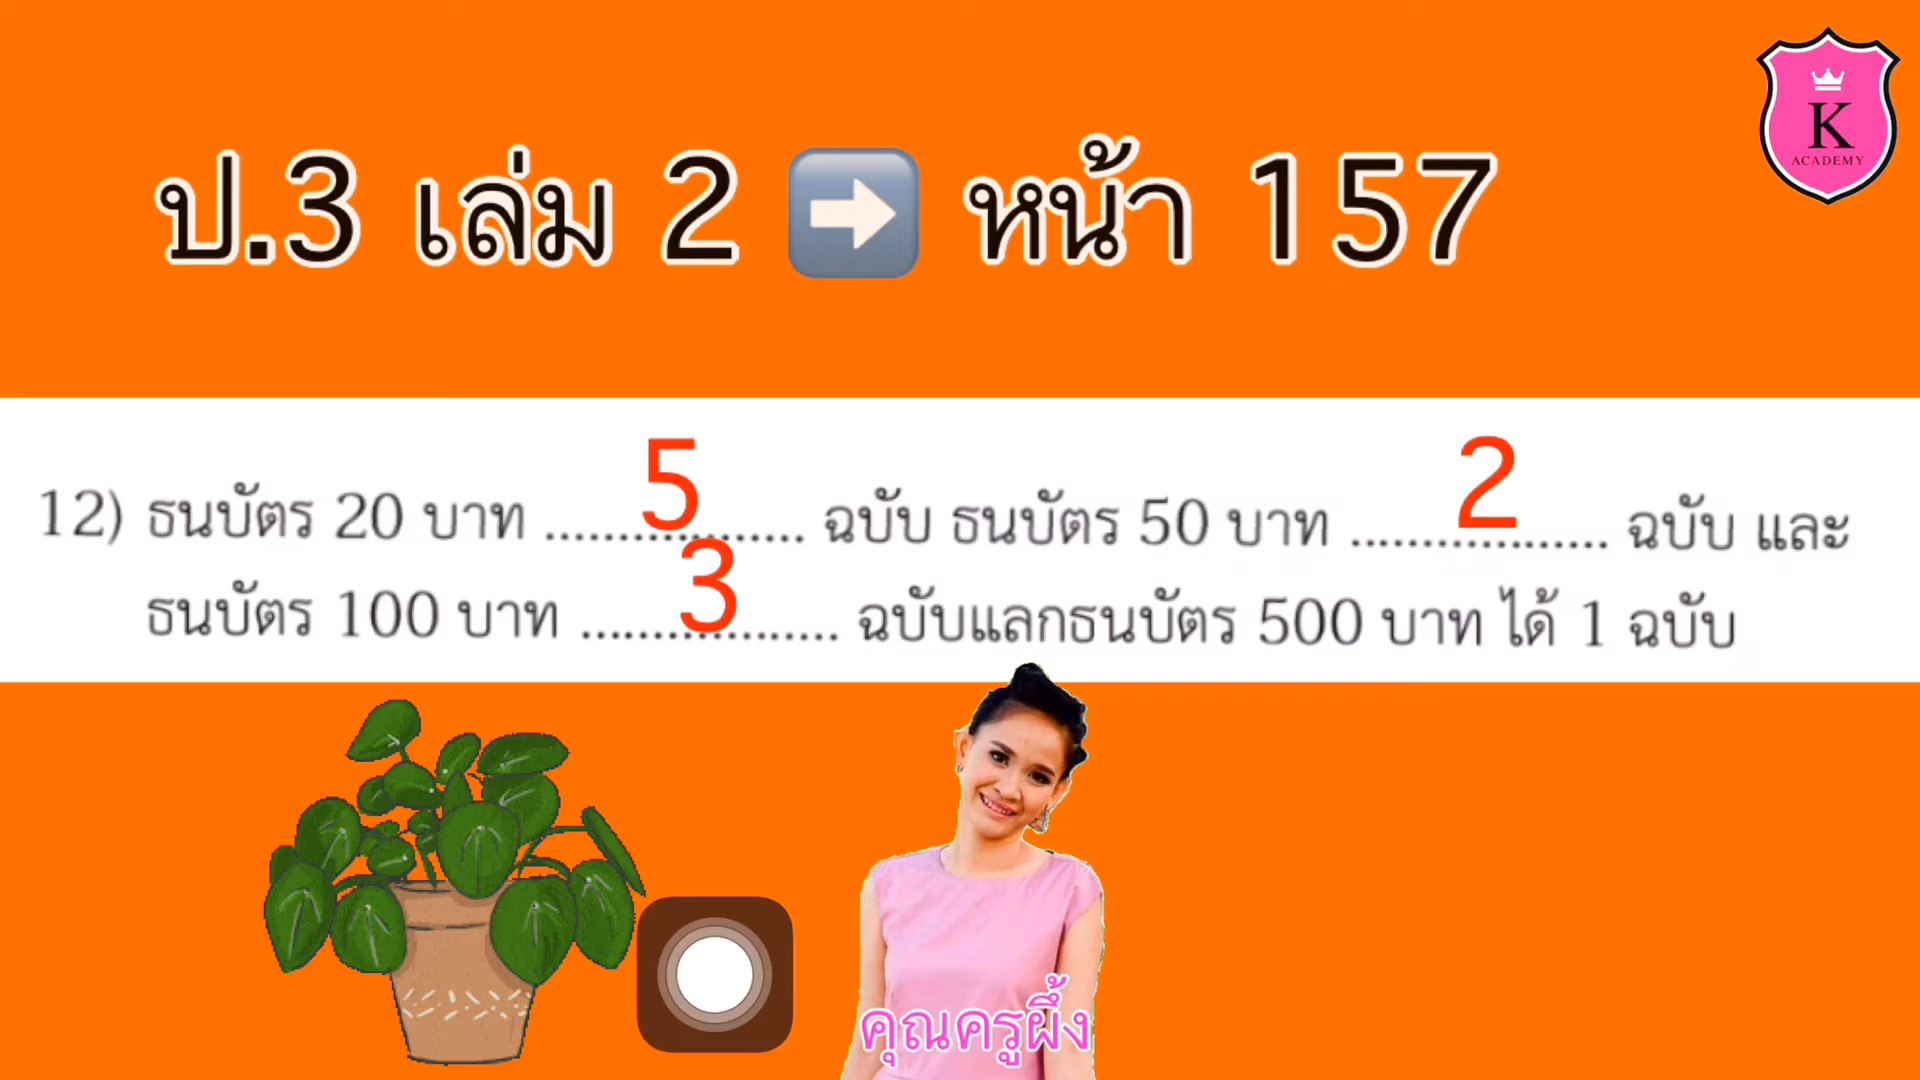 K
ACADEMY
ป.3 เล่ม 2 ➡ หน้า 157
12) ธนบัตร 20 บาท ......5...... ฉบับ ธนบัตร 50 บาท ......2...... ฉบับ และ
ธนบัตร 100 บาท ......3...... ฉบับแลกธนบัตร 500 บาท ได้ 1 ฉบับ
คุณครูผึ้ง